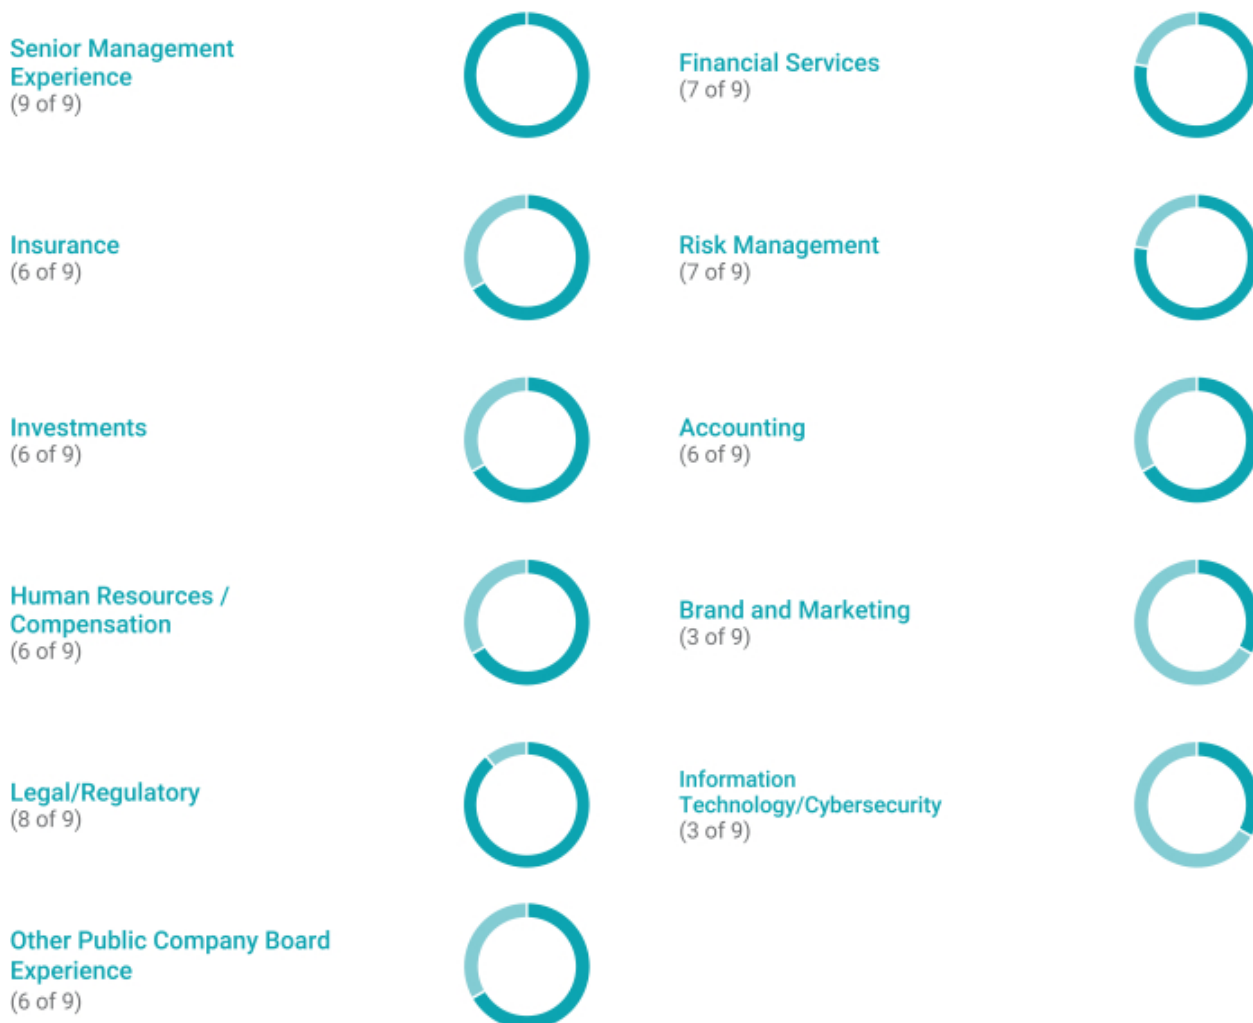 Senior Management
Experience
(9 of 9)
Financial Services
(7 of 9)
Insurance
(6 of 9)
Risk Management
(7 of 9)
Investments
(6 of 9)
Accounting
(6 of 9)
Human Resources /
Compensation
(6 of 9)
Brand and Marketing
(3 of 9)
Legal/Regulatory
(8 of 9)
Information
Technology/Cybersecurity
(3 of 9)
Other Public Company Board
Experience
(6 of 9)